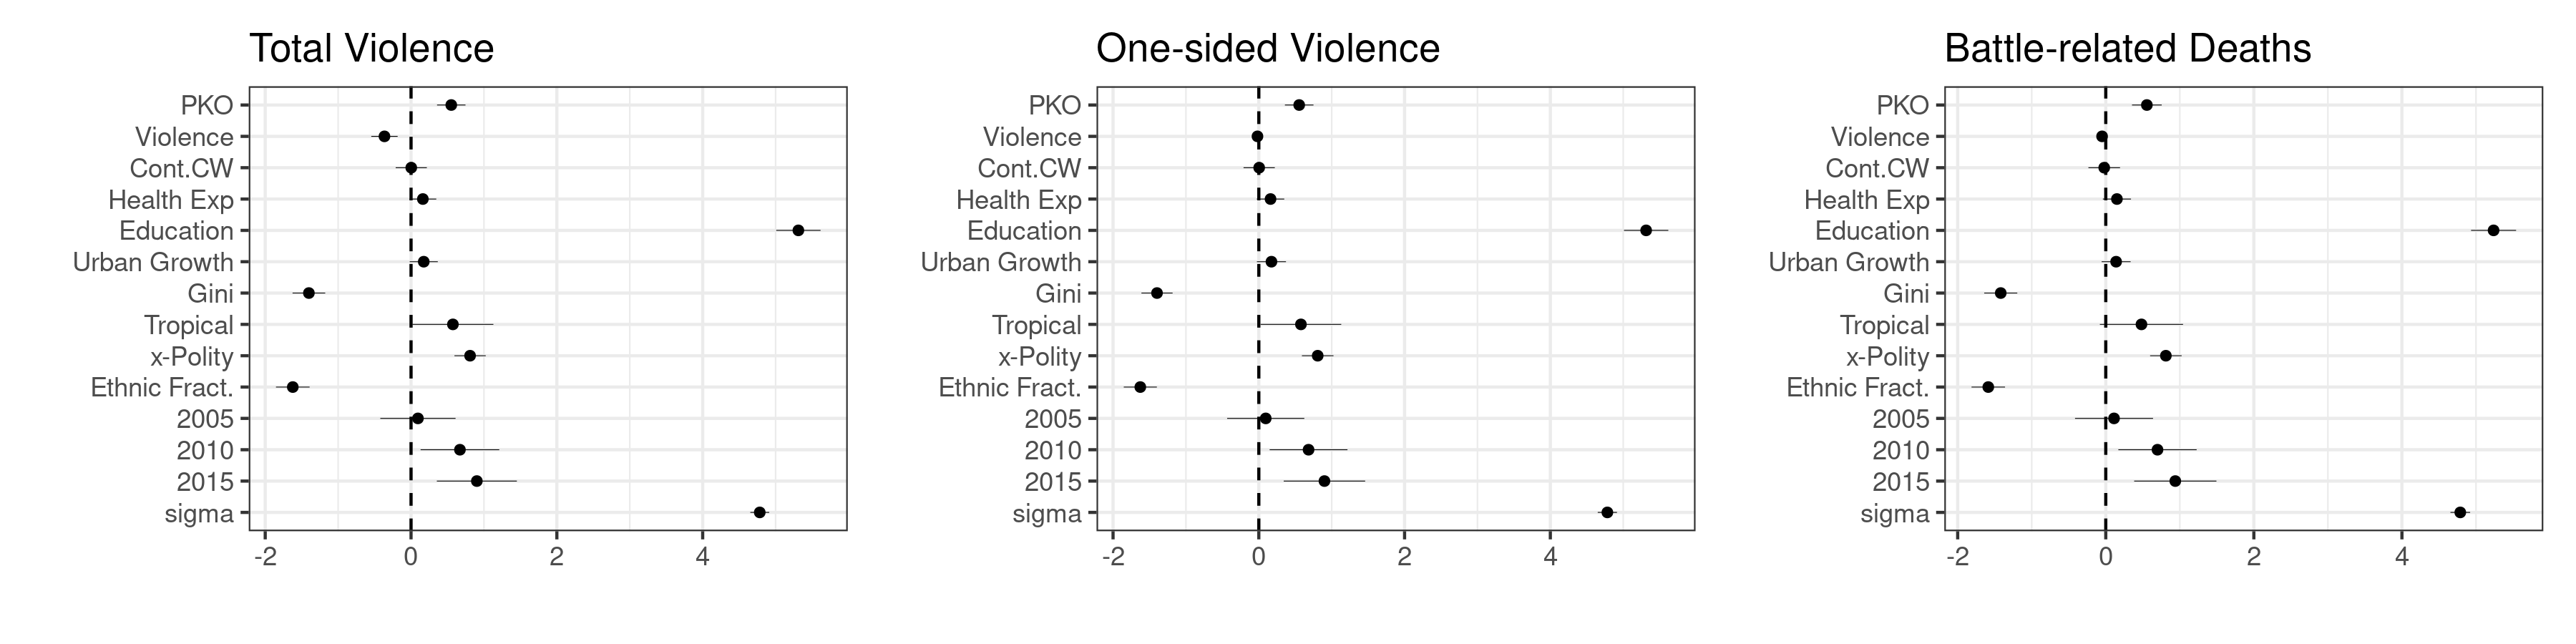 Total Violence
PKO
Violence
Cont.CW
Health Exp
Education
Urban Growth
Gini
Tropical
x-Polity
Ethnic Fract.
2005
2010
2015
sigma
-2 0 2 4
One-sided Violence
PKO
Violence
Cont.CW
Health Exp
Education
Urban Growth
Gini
Tropical
x-Polity
Ethnic Fract.
2005
2010
2015
sigma
-2 0 2 4
Battle-related Deaths
PKO
Violence
Cont.CW
Health Exp
Education
Urban Growth
Gini
Tropical
x-Polity
Ethnic Fract.
2005
2010
2015
sigma
-2 0 2 4